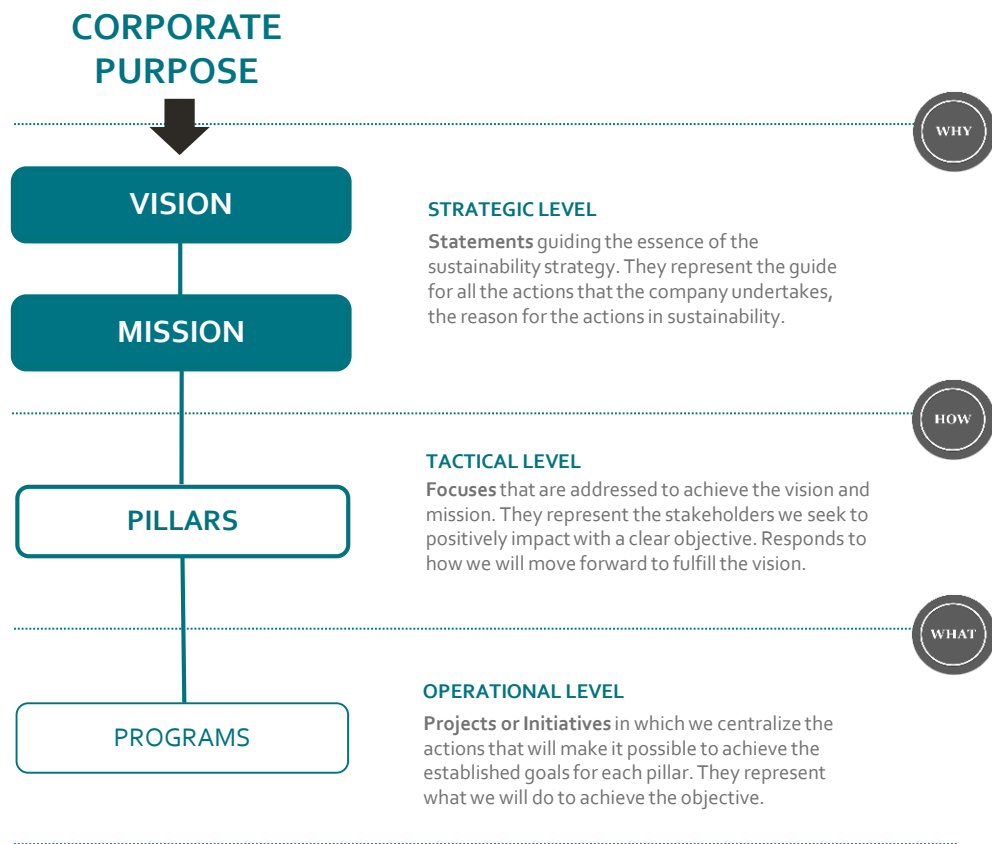 CORPORATE
PURPOSE
WHY
VISION
STRATEGIC LEVEL
Statements guiding the essence of the
sustainability strategy. They represent the guide
for all the actions that the company undertakes,
the reason for the actions in sustainability.
MISSION
HOW
TACTICAL LEVEL
Focuses that are addressed to achieve the vision and
mission. They represent the stakeholders we seek to
positively impact with a clear objective. Responds to
how we will move forward to fulfill the vision.
PILLARS
WHAT
OPERATIONAL LEVEL
Projects or Initiatives in which we centralize the
actions that will make it possible to achieve the
established goals for each pillar. They represent
what we will do to achieve the objective.
PROGRAMS